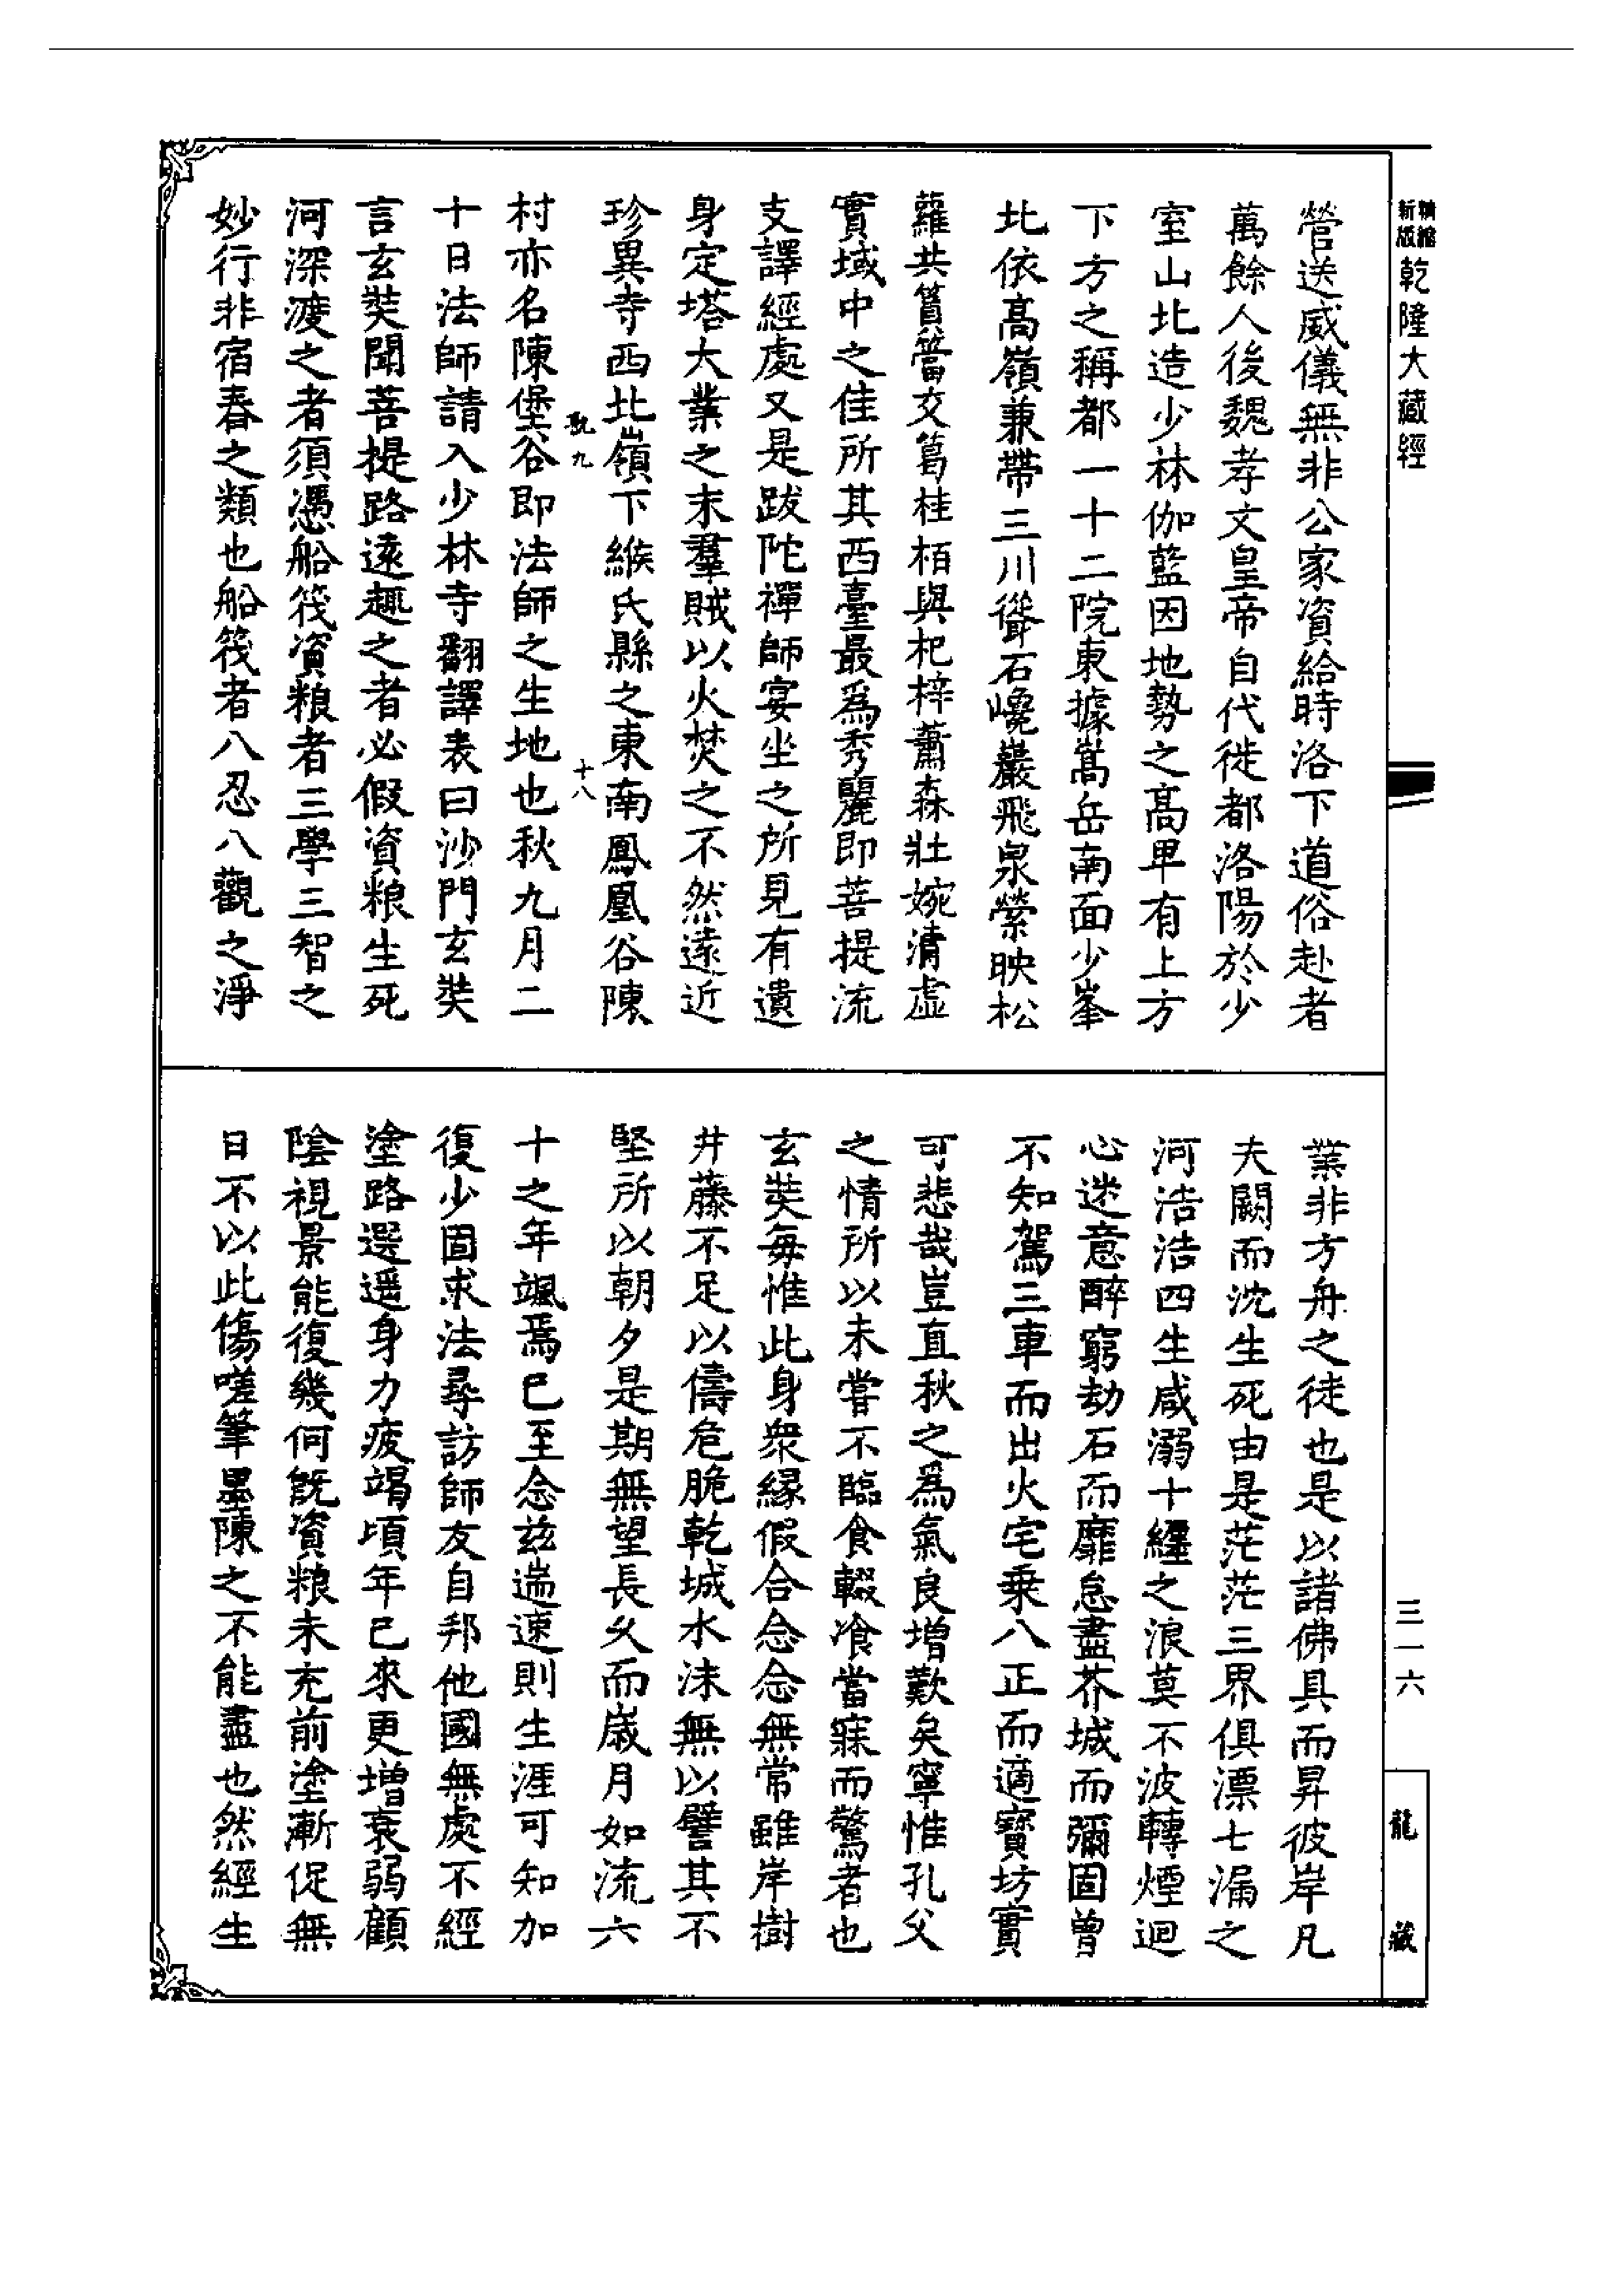 精縮新版乾隆大藏經
營送威儀無非公家資給時洛下道俗赴者
萬餘人後魏孝文皇帝自代徙都洛陽於少
室山北造少林伽藍因地勢之高卑有上方
下方之稱都一十二院東據嵩岳南面少峯
北依高嶺兼帶三川聳石巉巖飛泉縈映松
蘿共篔簹交葛桂栢與杞梓蕭森壯婉清虛
實域中之佳所其西臺最爲秀麗即菩提流
支譯經處又是跋陀禪師宴坐之所見有遺
身定塔大業之末羣賊以火焚之不然遠近
珍異寺西北嶺下緱氏縣之東南鳳凰谷陳
九 十八
村亦名陳堡谷即法師之生地也秋九月二
十日法師請入少林寺翻譯表曰沙門玄奘
言玄奘聞菩提路遠趣之者必假資粮生死
河深渡之者須憑船筏資粮者三學三智之
妙行非宿舂之類也船筏者八忍八觀之淨
業非方舟之徒也是以諸佛具而昇彼岸凡
夫闕而沈生死由是茫茫三界俱漂七漏之
河浩浩四生咸溺十纏之浪莫不波轉煙迴
心迷意醉窮劫石而靡怠盡芥城而彌固曾
不知駕三車而出火宅乗八正而適寶坊實
可悲哉豈直秋之爲氣良增歎矣寧惟孔父
之情所以未嘗不臨食輟飡當寐而驚者也
玄奘每惟此身衆縁假合念念無常雖岸樹
井藤不足以儔危脆乾城水沫無以譬其不
堅所以朝夕是期無望長久而歳月如流六
十之年颯焉已至念兹遄速則生涯可知加
復少固求法尋訪師友自邦他國無處不經
塗路遐遥身力疲竭頃年已來更增衰弱顧
陰視景能復幾何既資粮未充前塗漸促無
日不以此傷嗟筆墨陳之不能盡也然經生
三一六
龍藏